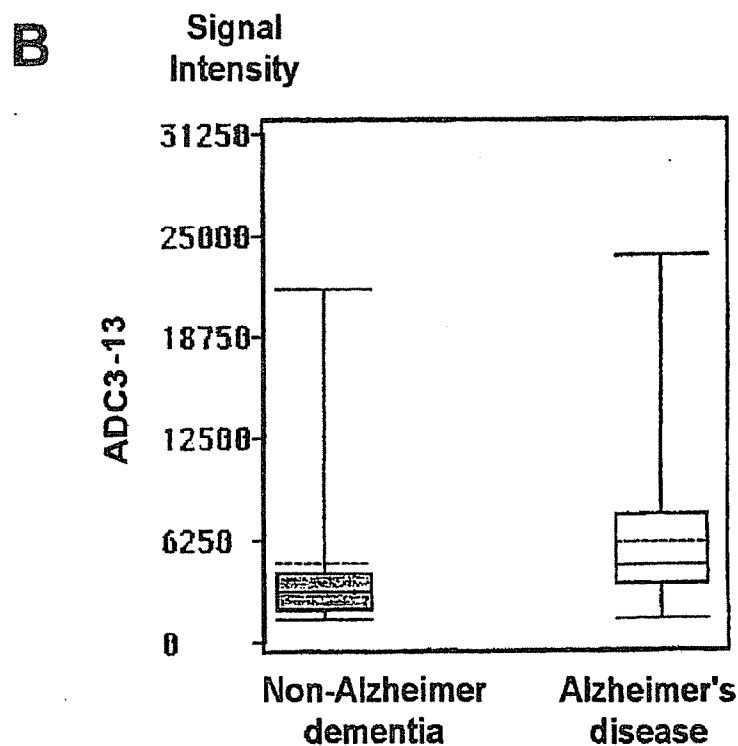 B
Signal
Intensity
31250
25000
18750
12500
6250
0
ADC3-13
Non-Alzheimer
dementia
Alzheimer's
disease